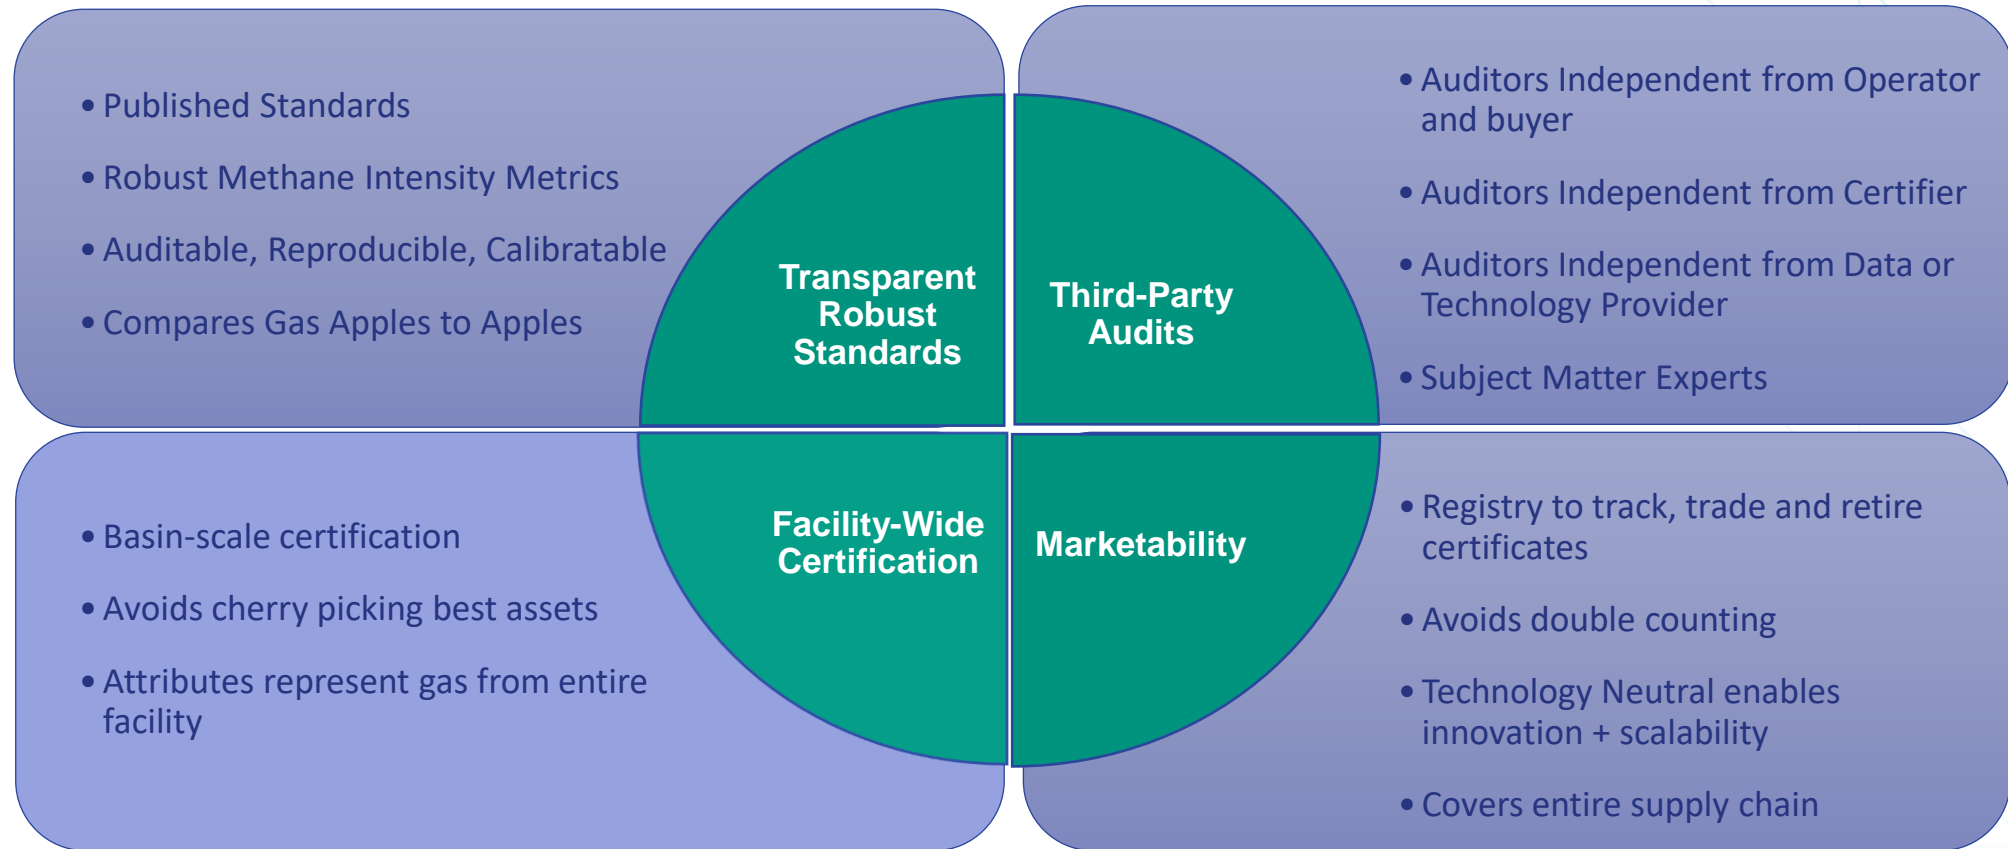 • Published Standards
• Robust Methane Intensity Metrics
• Auditable, Reproducible, Calibratable
• Compares Gas Apples to Apples
Transparent
Robust
Standards
Third-Party
Audits
• Auditors Independent from Operator
and buyer
• Auditors Independent from Certifier
• Auditors Independent from Data or
Technology Provider
• Subject Matter Experts
• Basin-scale certification
• Avoids cherry picking best assets
• Attributes represent gas from entire
facility
Facility-Wide
Certification
Marketability
• Registry to track, trade and retire
certificates
• Avoids double counting
• Technology Neutral enables
innovation + scalability
• Covers entire supply chain